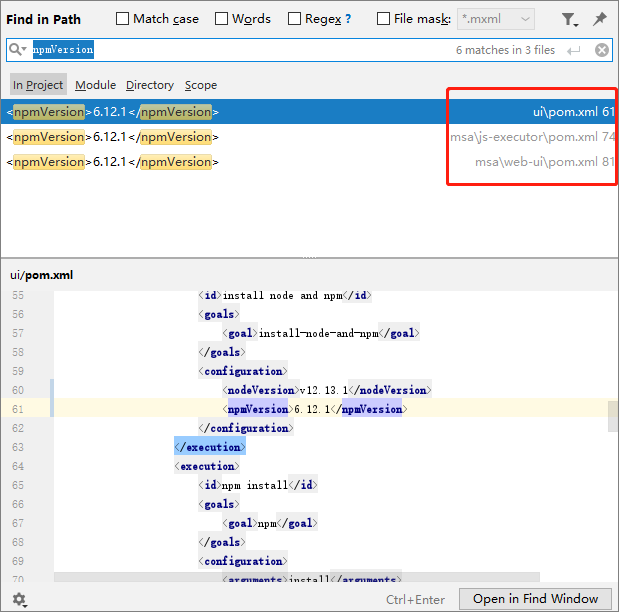 Find in Path Match case Words Regex ? File mask: *.mxml
npmVersion 6 matches in 3 files
In Project Module Directory Scope
<npmVersion>6.12.1</npmVersion> ui\pom.xml 61
<npmVersion>6.12.1</npmVersion> msa\js-executor\pom.xml 74
<npmVersion>6.12.1</npmVersion> msa\web-ui\pom.xml 81
ui/pom.xml
55 <id>install node and npm</id>
56 <goals>
57 <goal>install-node-and-npm</goal>
58 </goals>
59 <configuration>
60 <nodeVersion>v12.13.1</nodeVersion>
61 <npmVersion>6.12.1</npmVersion>
62 </configuration>
63 </execution>
64 <execution>
65 <id>npm install</id>
66 <goals>
67 <goal>npm</goal>
68 </goals>
69 <configuration>
70 <arguments>install</arguments>
Ctrl+Enter Open in Find Window